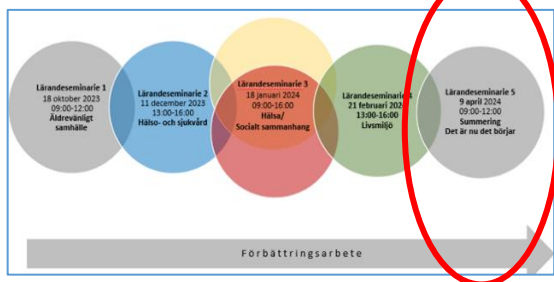 Lärandeseminarie 1
18 oktober 2023
09:00-12:00
Äldrevänligt
samhälle
Lärandeseminarie 2
11 december 2023
13:00-16:00
Hälso- och sjukvård
Lärandeseminarie 3
18 januari 2024
09:00-16:00
Hälsa/
Socialt sammanhang
Lärandeseminarie 4
21 februari 2024
13:00-16:00
Livsmiljö
Lärandeseminarie 5
9 april 2024
09:00-12:00
Summering
Det är nu det börjar
Förbättringsarbete